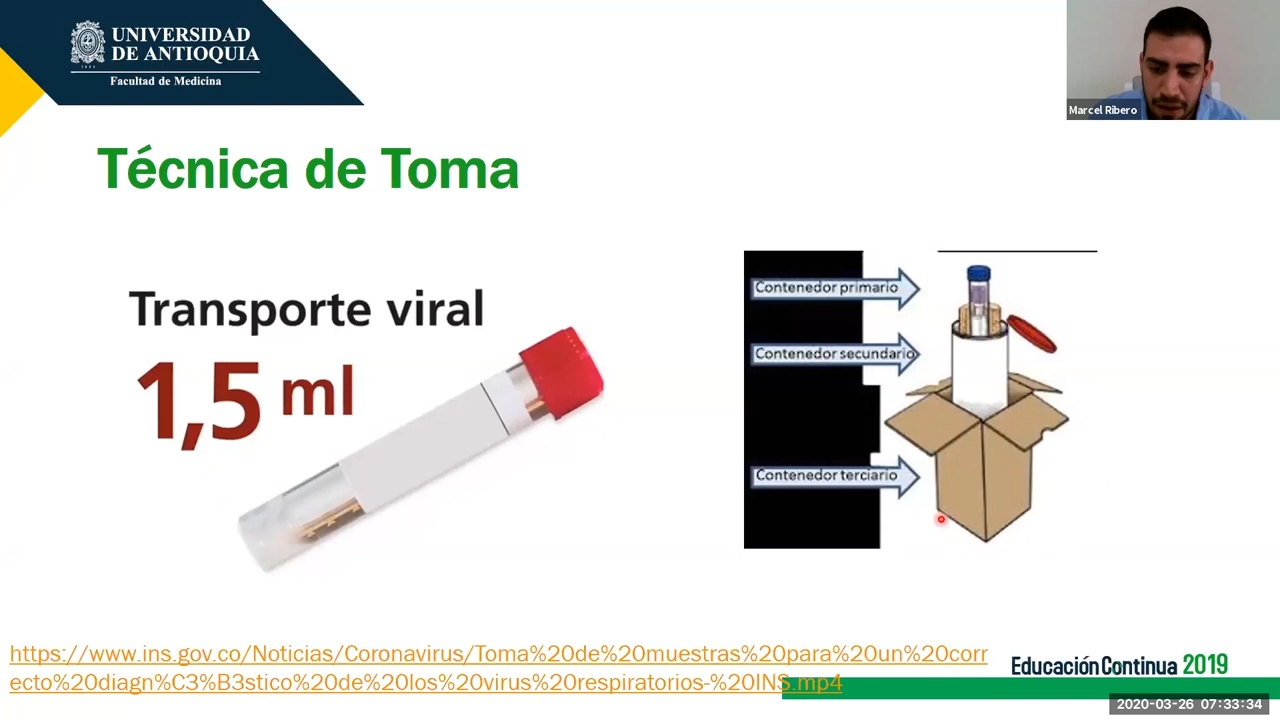 UNIVERSIDAD
DE ANTIOQUIA
1803
Facultad de Medicina
Marcel Ribero
Técnica de Toma
Transporte viral
1,5 ml
Contenedor primario
Contenedor secundario
Contenedor terciario
https://www.ins.gov.co/Noticias/Coronavirus/Toma%20de%20muestras%20para%20un%20corr
ecto%20diagn%C3%B3stico%20de%20los%20virus%20respiratorios-%20INS.mp4
Educación Continua 2019
2020-03-26 07:33:34